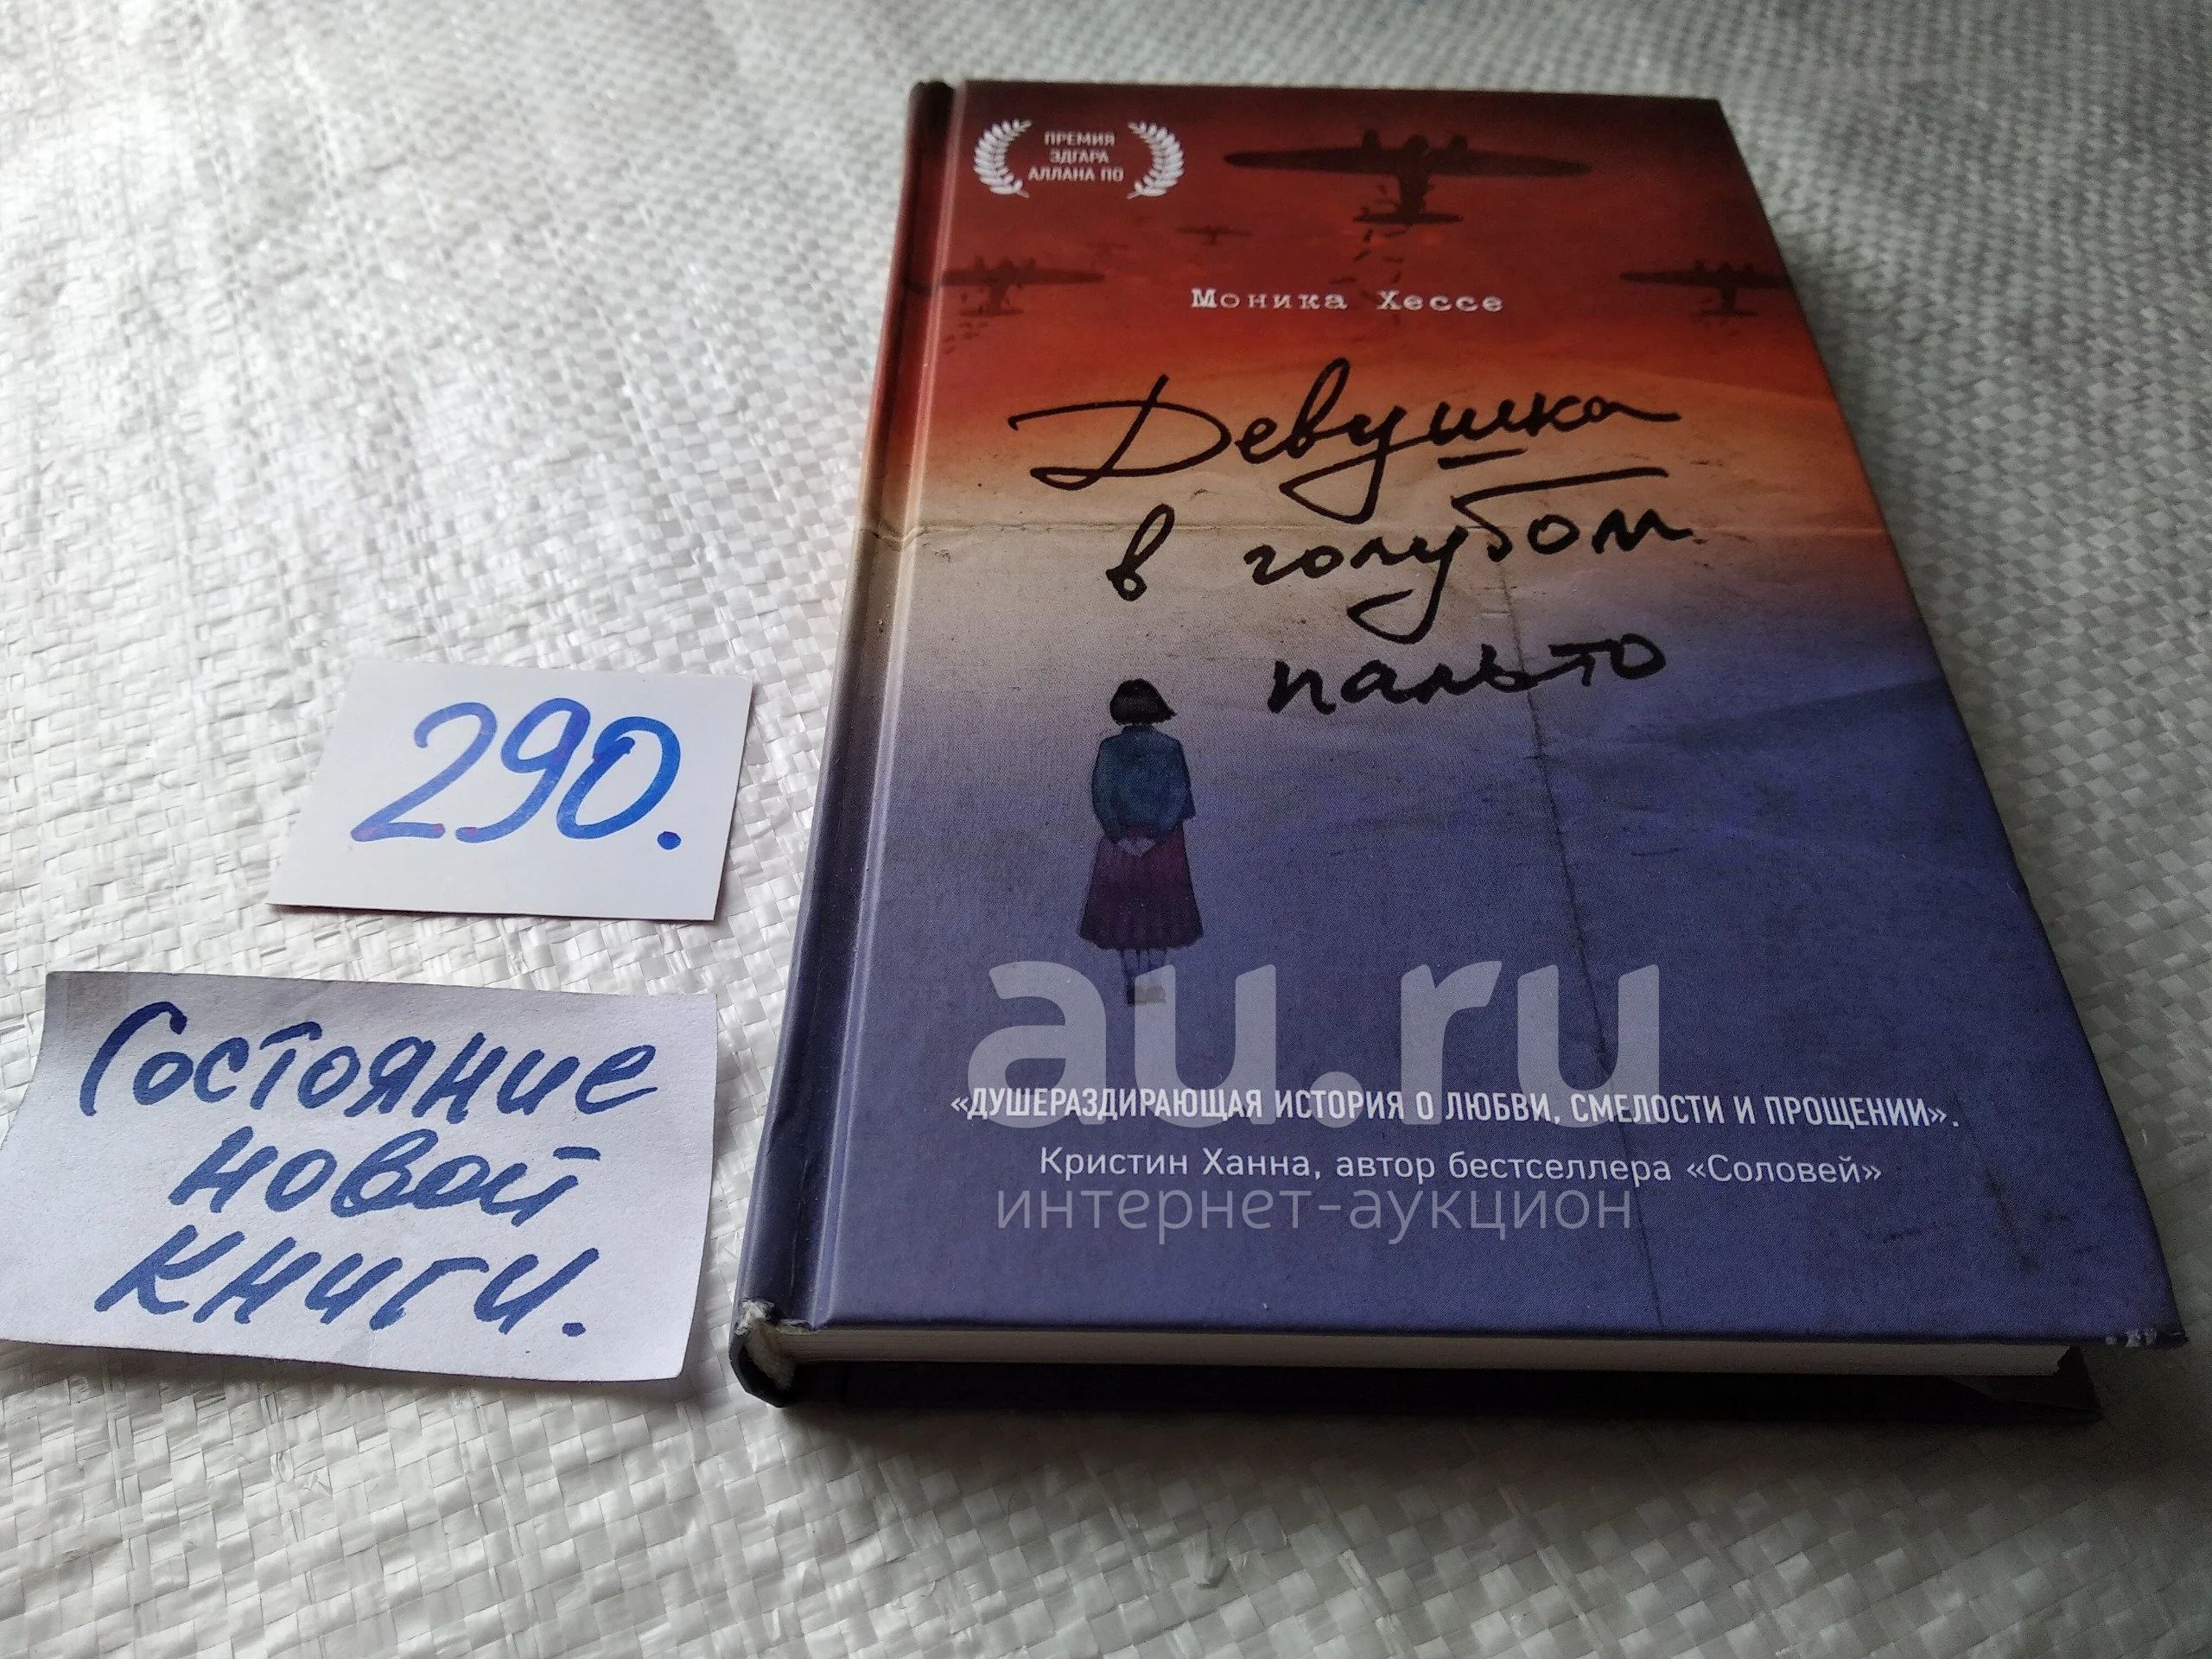 ПРЕМИЯ
ЭДГАРА
АЛЛАНА ПО
Моника Хессе
Девушка
в голубом
пальто
290.
Состояние
новой
книги.
au.ru
«ДУШЕРАЗДИРАЮЩАЯ ИСТОРИЯ О ЛЮБВИ, СМЕЛОСТИ И ПРОЩЕНИИ».
Кристин Ханна, автор бестселлера «Соловей»
интернет-аукцион